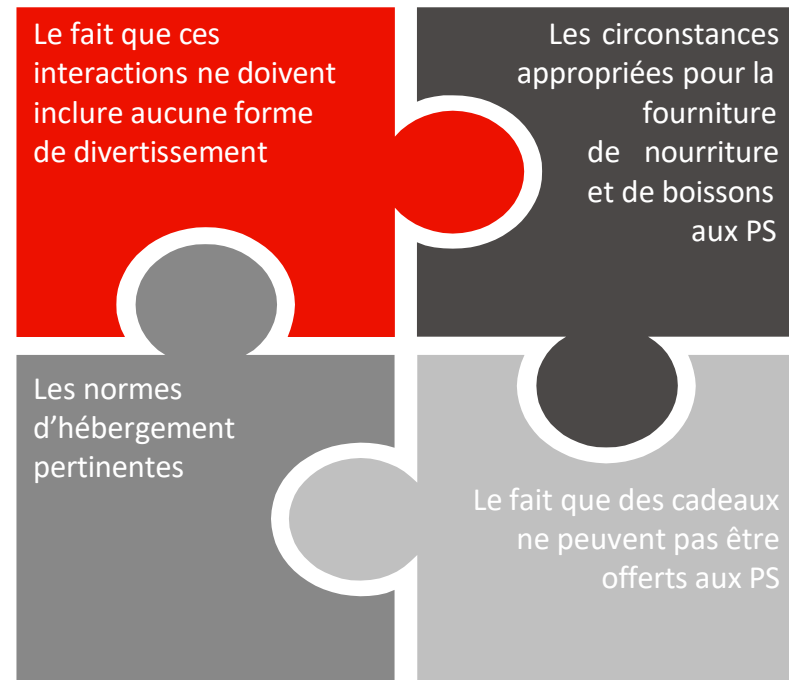 Le fait que ces
interactions ne doivent
inclure aucune forme
de divertissement
Les circonstances
appropriées pour la
fourniture
de nourriture
et de boissons
aux PS
Les normes
d’hébergement
pertinentes
Le fait que des cadeaux
ne peuvent pas être
offerts aux PS